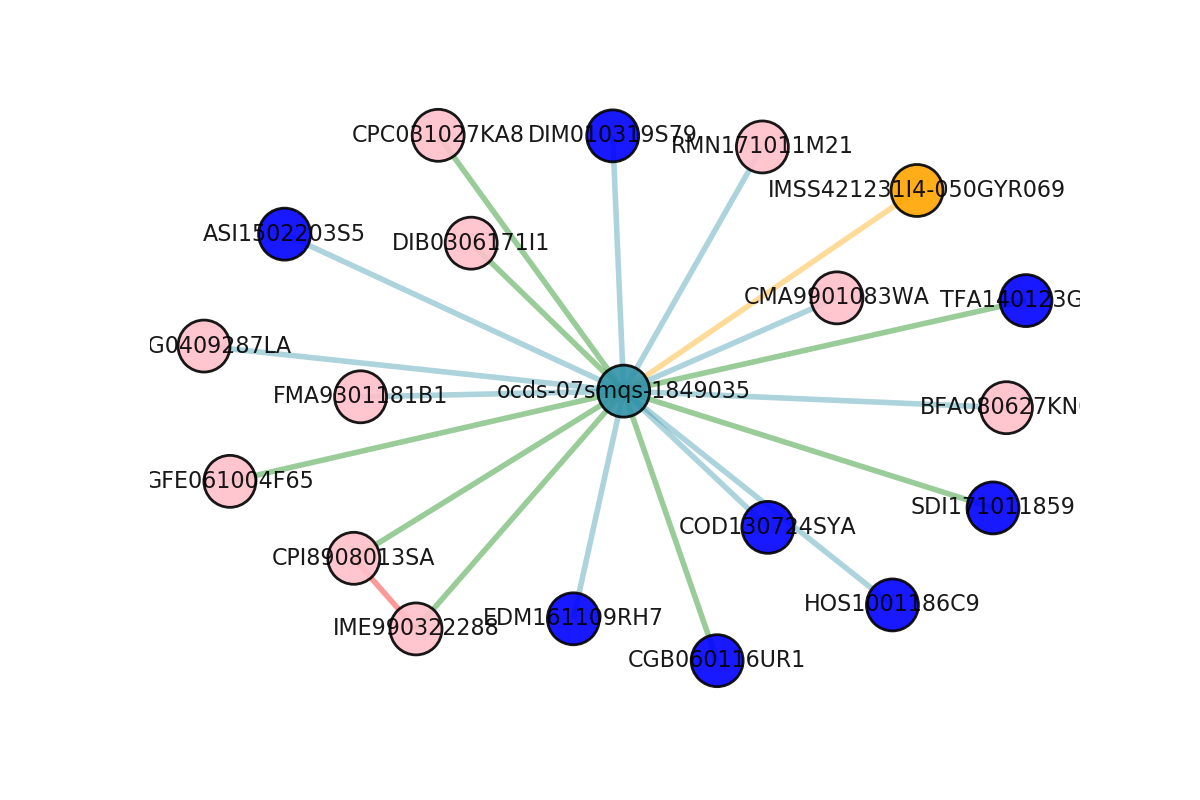 CPC031027KA8
DIM010319S79
RMN171011M21
IMSS421231I4-050GYR069
ASI1502203S5
DIB0306171I1
CMA9901083WA
TFA140123G
G0409287LA
FMA9301181B1
ocds-07smqs-1849035
BFA080627KN
GFE061004F65
SDI171011859
COD130724SYA
CPI8908013SA
HOS1001186C9
EDM161109RH7
IME990322288
CGB060116UR1